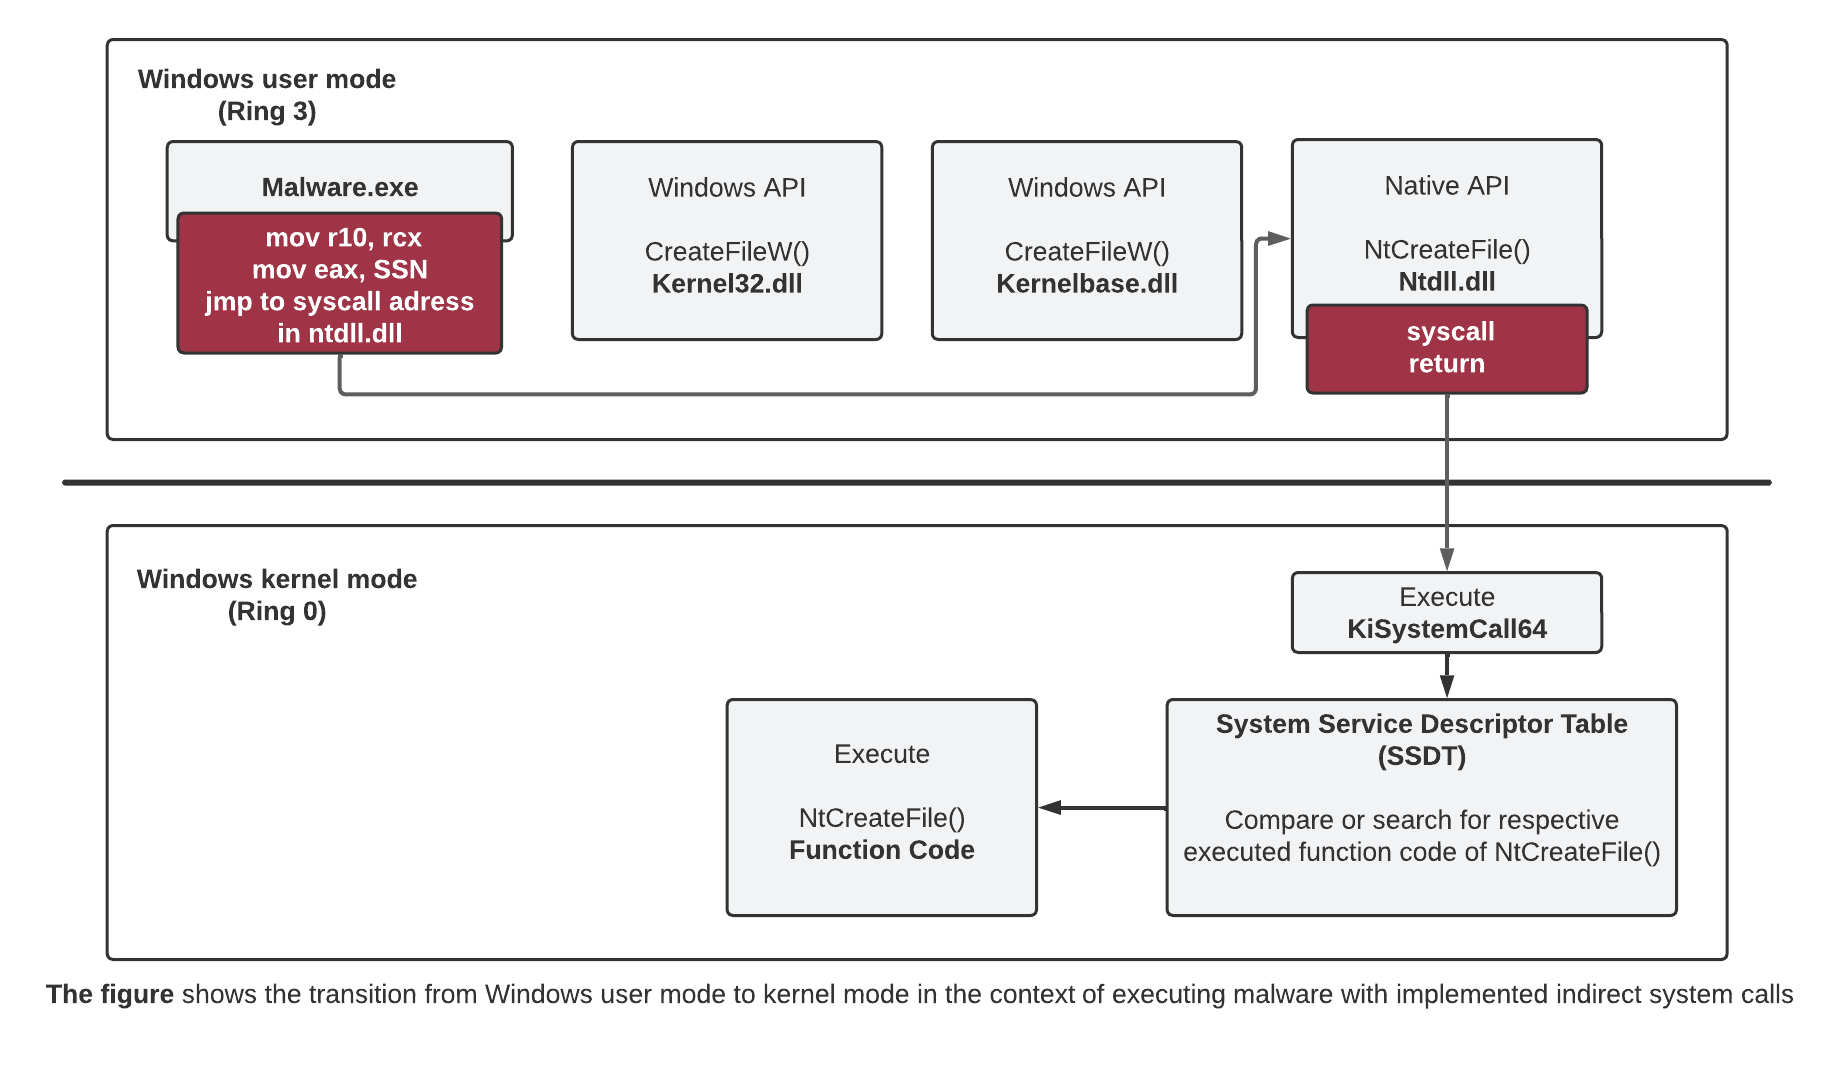 Windows user mode
(Ring 3)
Malware.exe
mov r10, rcx
mov eax, SSN
jmp to syscall adress
in ntdll.dll
Windows API
CreateFileW()
Kernel32.dll
Windows API
CreateFileW()
Kernelbase.dll
Native API
NtCreateFile()
Ntdll.dll
syscall
return
Windows kernel mode
(Ring 0)
Execute
KiSystemCall64
System Service Descriptor Table
(SSDT)
Compare or search for respective
executed function code of NtCreateFile()
Execute
NtCreateFile()
Function Code
The figure shows the transition from Windows user mode to kernel mode in the context of executing malware with implemented indirect system calls